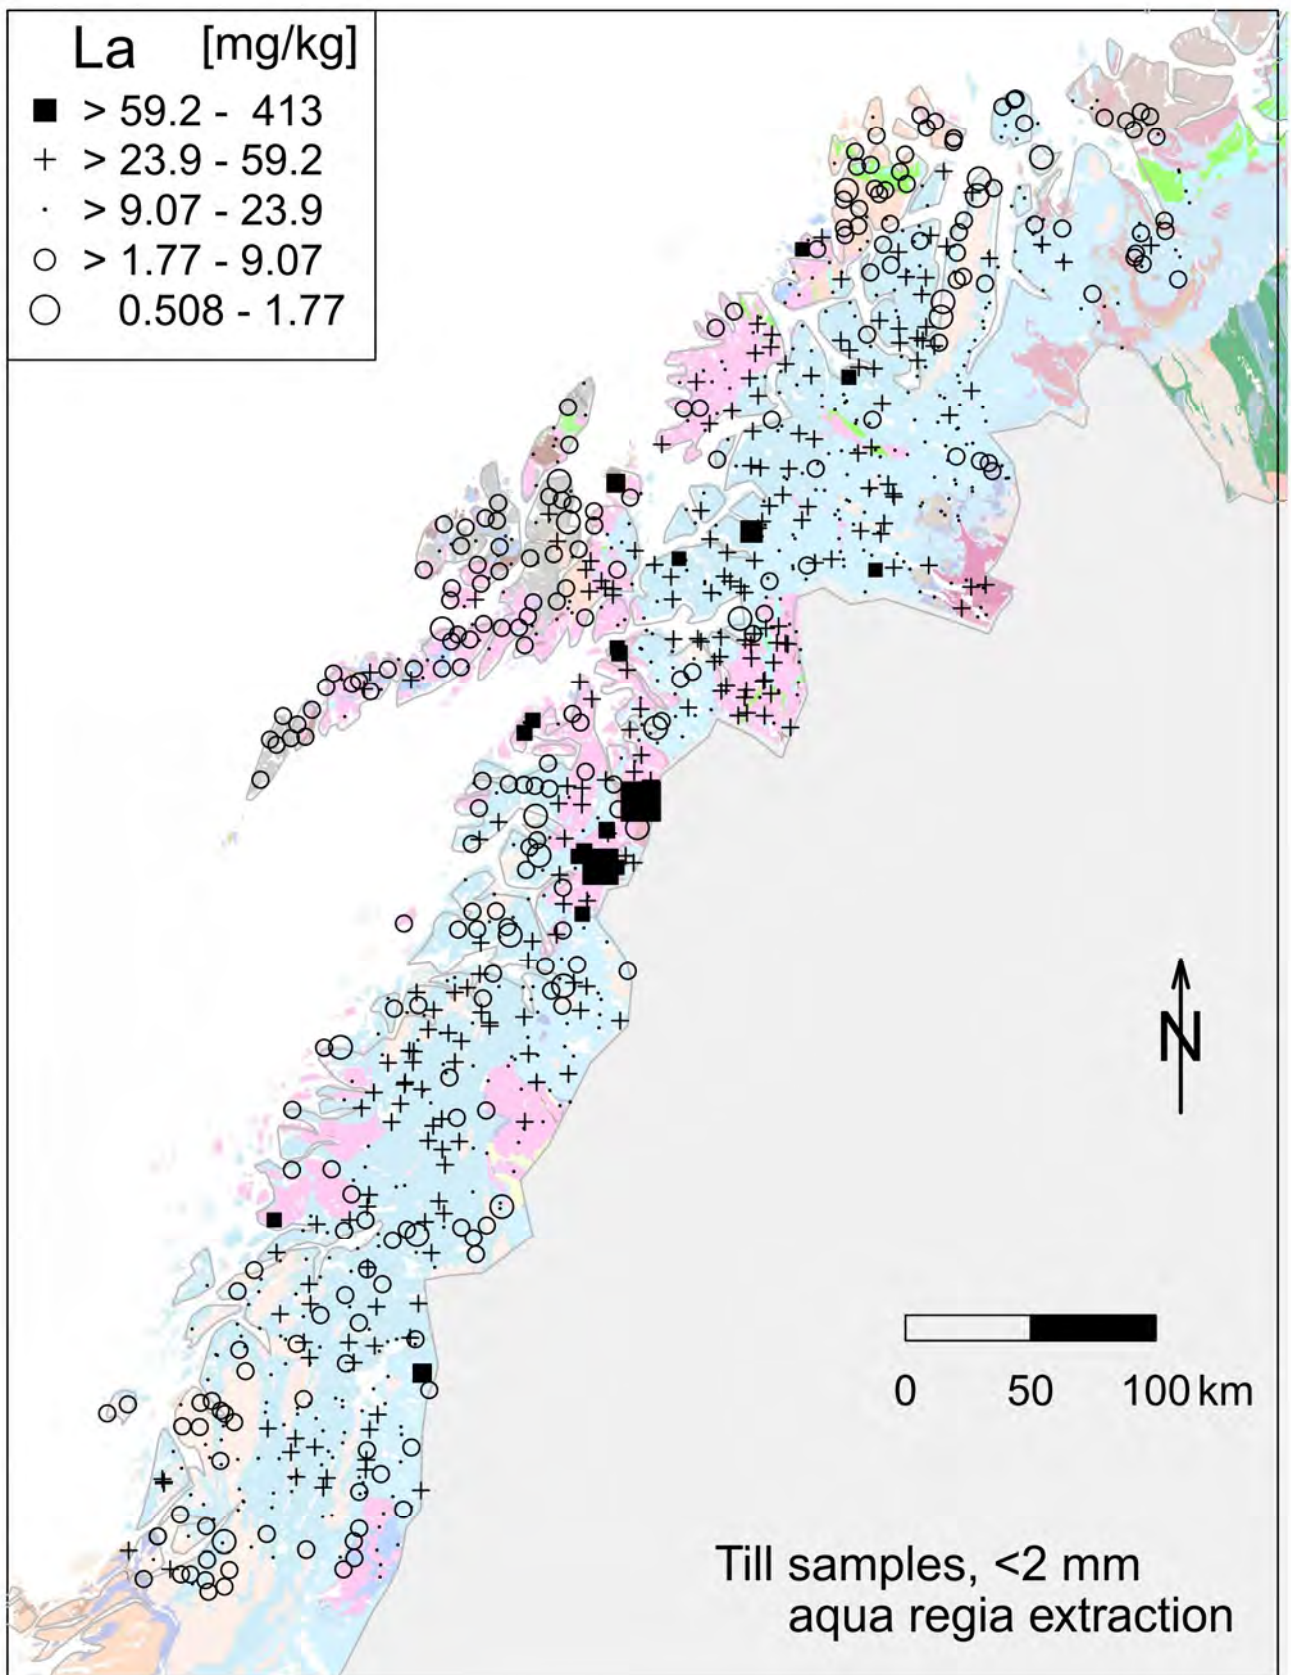 La [mg/kg]
> 59.2 - 413
> 23.9 - 59.2
> 9.07 - 23.9
> 1.77 - 9.07
0.508 - 1.77
N
0 50 100 km
Till samples, <2 mm
aqua regia extraction